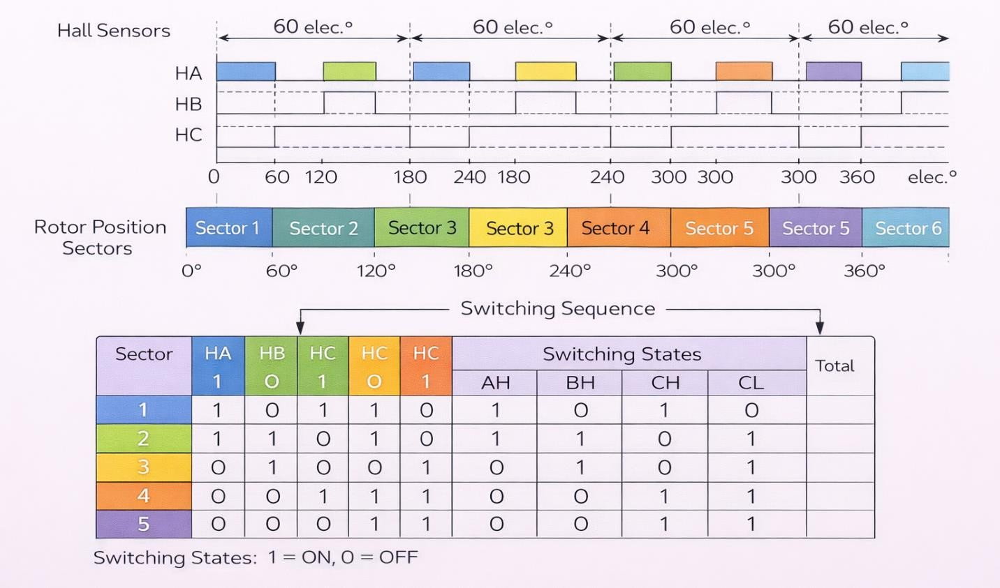 Hall Sensors
60 elec.° 60 elec.° 60 elec.° 60 elec.°
HA
HB
HC
0 60 120 180 240 180 240 300 300 300 360 elec.°
Rotor Position
Sectors
Sector 1 Sector 2 Sector 3 Sector 3 Sector 4 Sector 5 Sector 5 Sector 6
0° 60° 120° 180° 240° 300° 300° 360°
Switching Sequence
Sector HA HB HC HC HC Switching States Total
1 0 1 0 1 AH BH CH CL
1 1 0 1 1 0 1 0 1 0
2 1 1 0 1 0 1 1 0 1
3 0 1 0 0 1 0 1 0 1
4 0 0 1 1 1 0 0 1 1
5 0 0 0 1 1 0 0 1 1
Switching States: 1 = ON, 0 = OFF